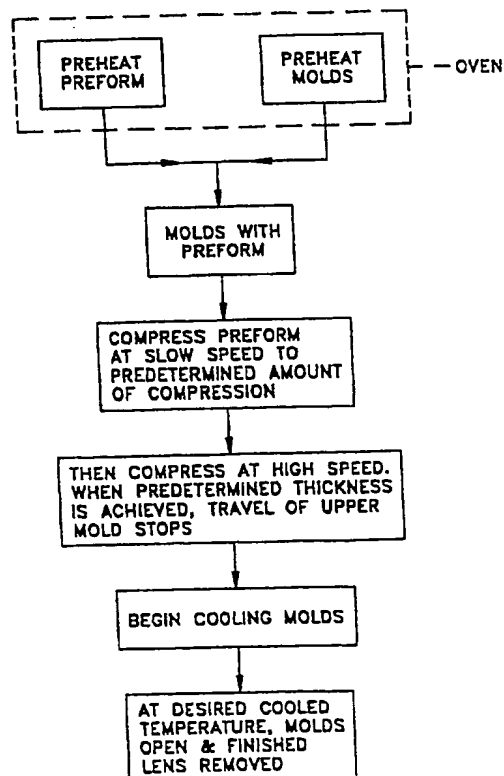 PREHEAT
PREFORM
PREHEAT
MOLDS
OVEN
MOLDS WITH
PREFORM
COMPRESS PREFORM
AT SLOW SPEED TO
PREDETERMINED AMOUNT
OF COMPRESSION
THEN COMPRESS AT HIGH SPEED.
WHEN PREDETERMINED THICKNESS
IS ACHIEVED, TRAVEL OF UPPER
MOLD STOPS
BEGIN COOLING MOLDS
AT DESIRED COOLED
TEMPERATURE, MOLDS
OPEN & FINISHED
LENS REMOVED